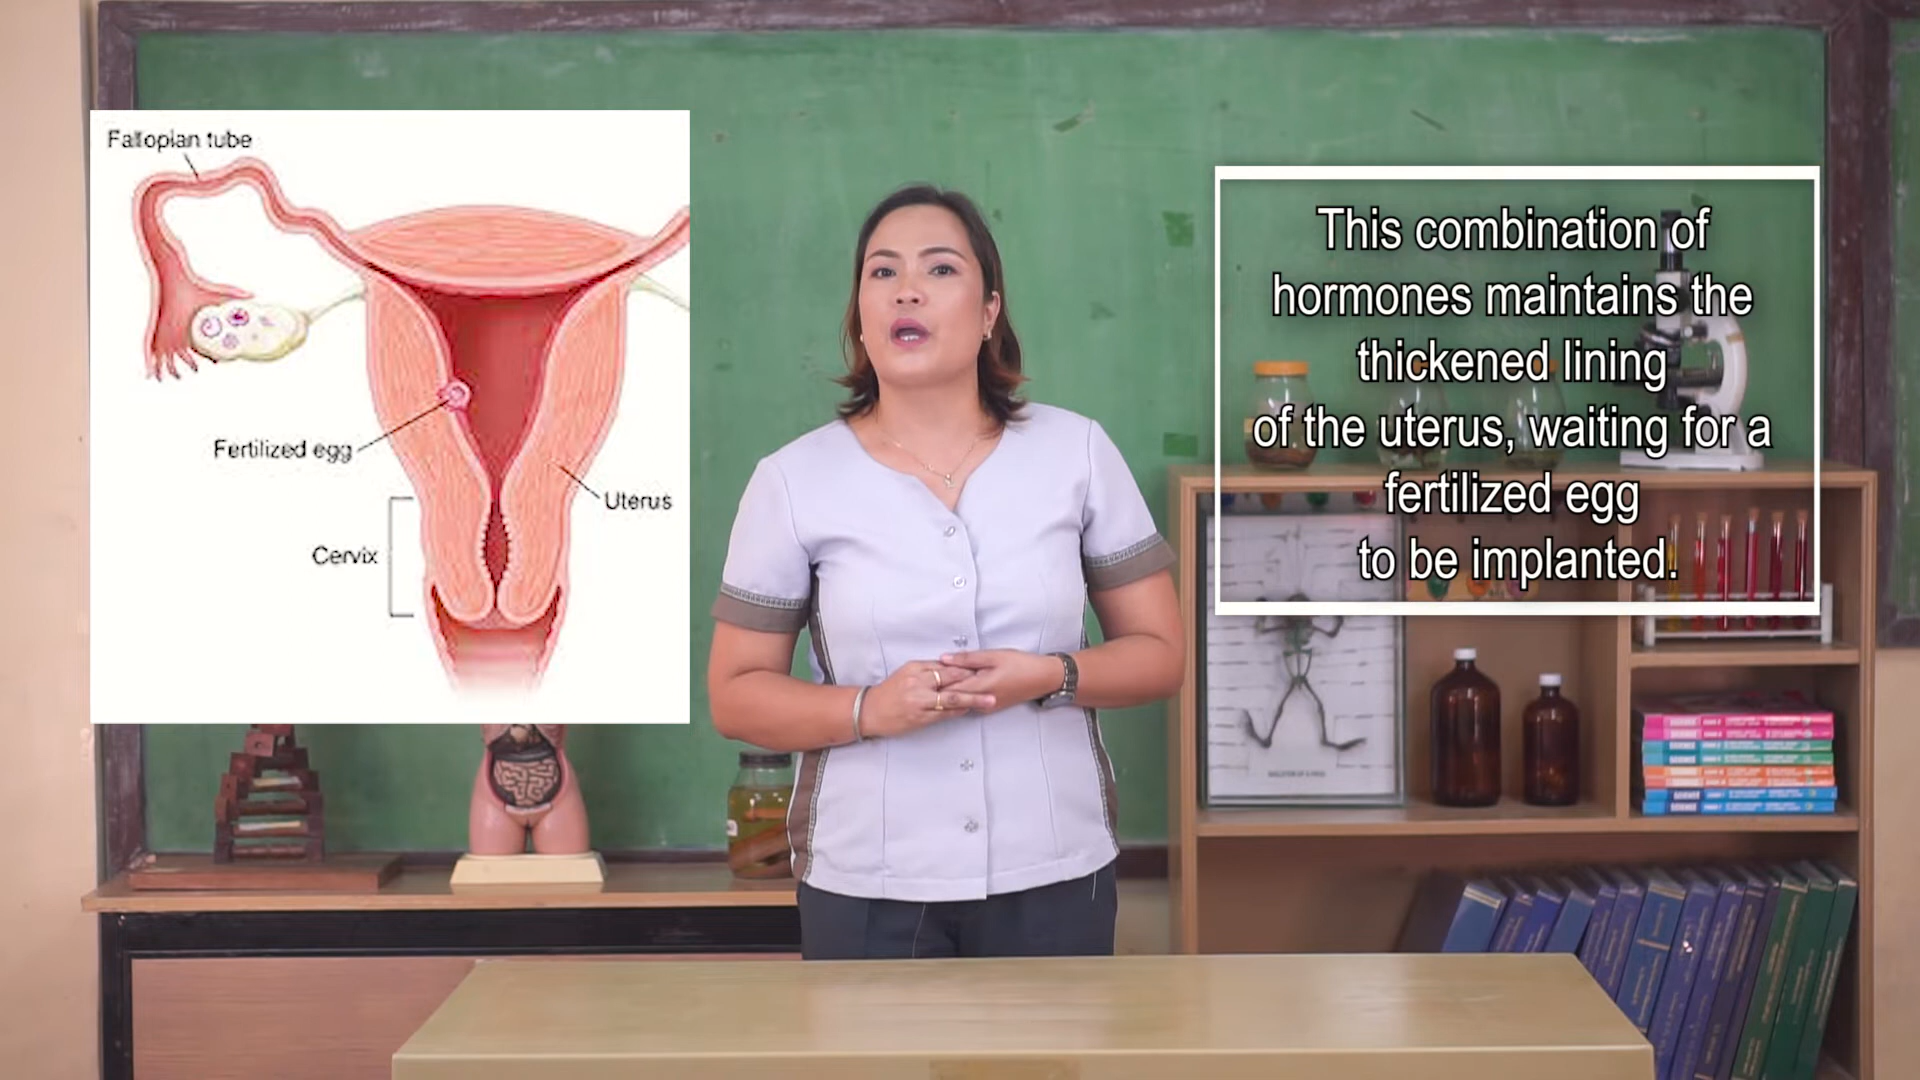 Fallopian tube
Fertilized egg
Uterus
Cervix
This combination of
hormones maintains the
thickened lining
of the uterus, waiting for a
fertilized egg
to be implanted.